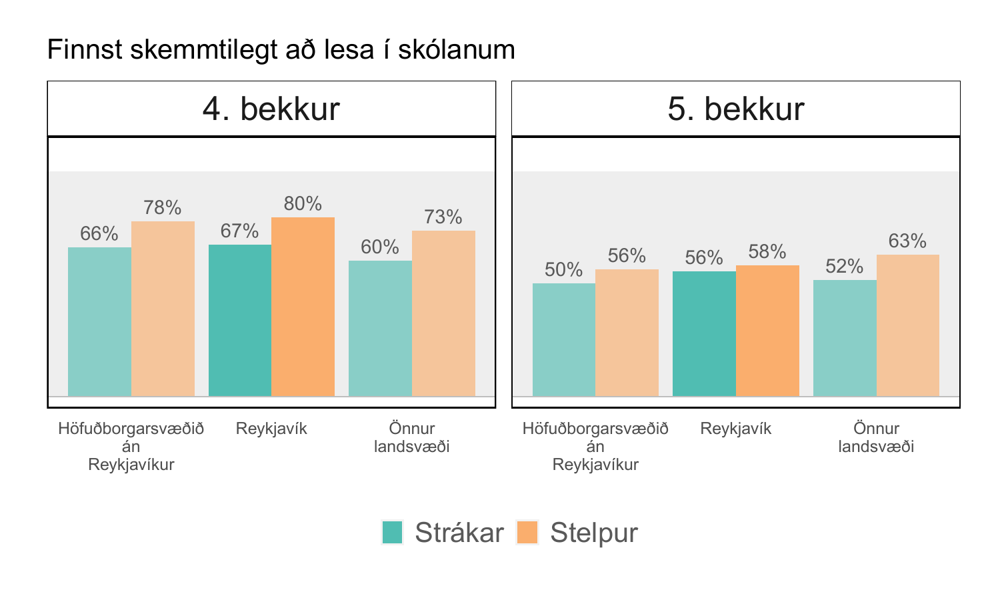 Finnst skemmtilegt að lesa í skólanum
4. bekkur
66%
78%
67%
80%
60%
73%
Höfuðborgarsvæðið
án
Reykjavíkur
Reykjavík
Önnur
landsvæði
5. bekkur
50%
56%
56%
58%
52%
63%
Höfuðborgarsvæðið
án
Reykjavíkur
Reykjavík
Önnur
landsvæði
Strákar
Stelpur